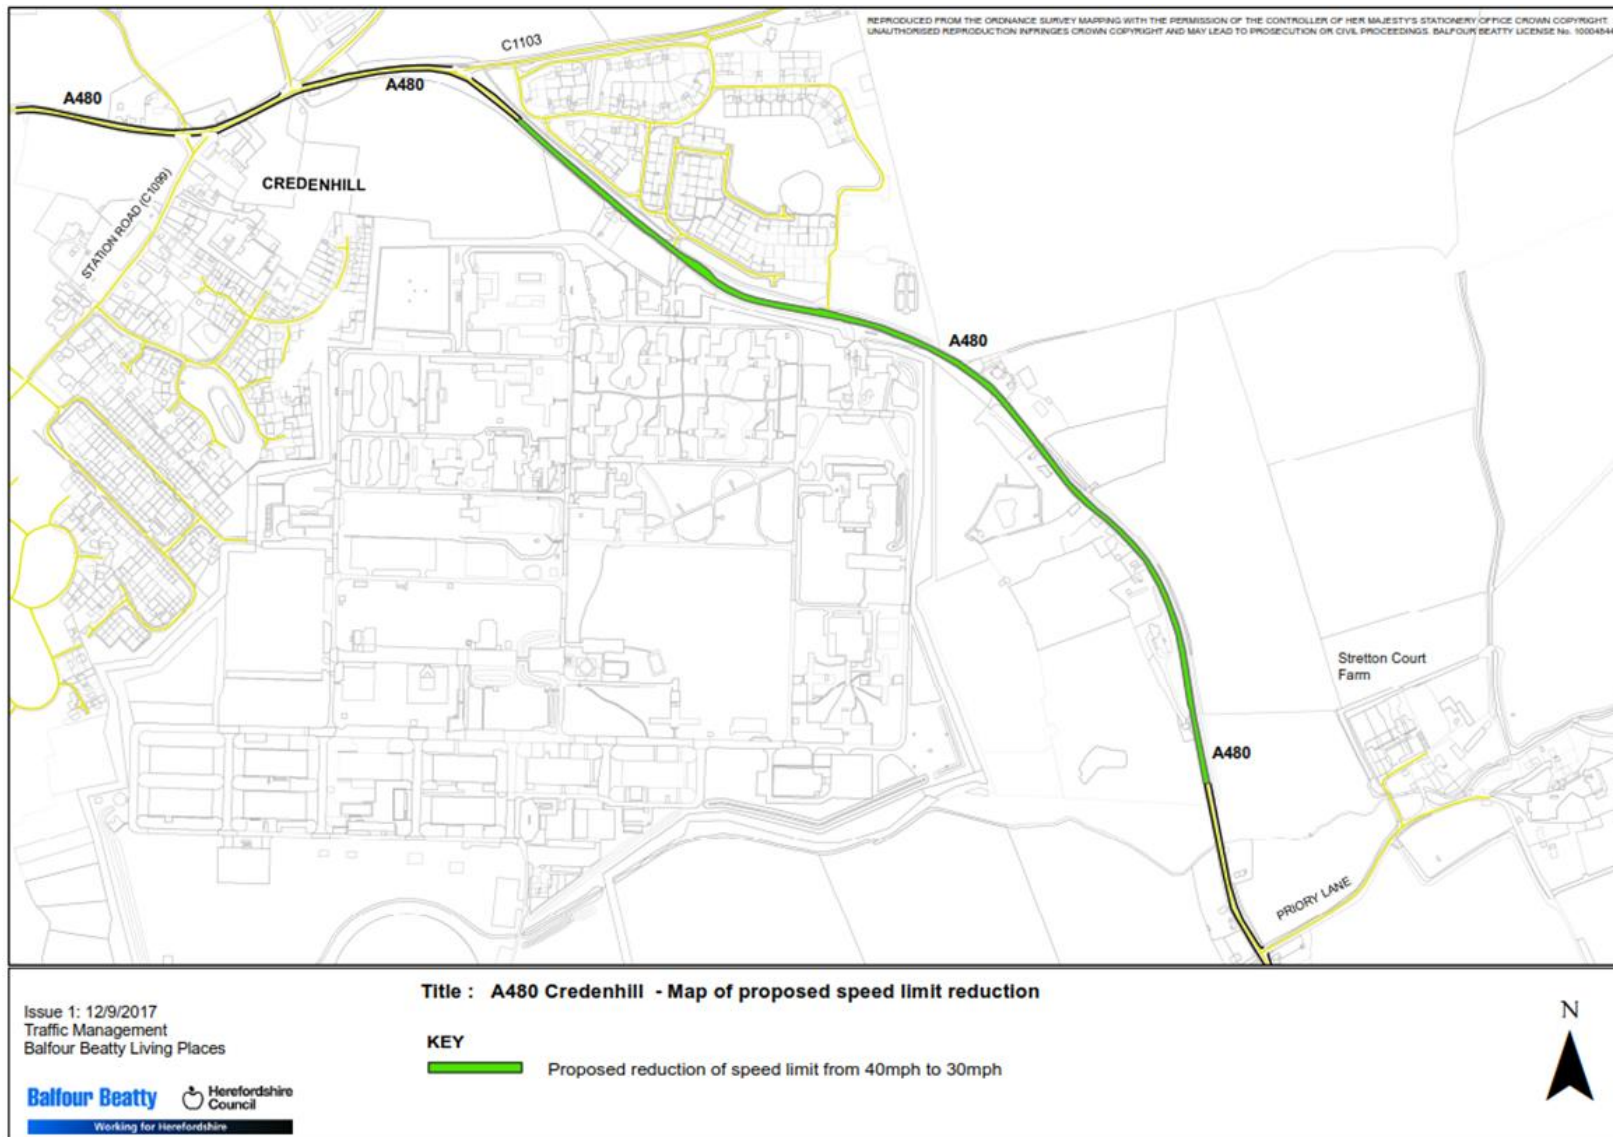 REPRODUCED FROM THE ORDNANCE SURVEY MAPPING WITH THE PERMISSION OF THE CONTROLLER OF HER MAJESTY'S STATIONERY OFFICE CROWN COPYRIGHT.
UNAUTHORISED REPRODUCTION INFRINGES CROWN COPYRIGHT AND MAY LEAD TO PROSECUTION OR CIVIL PROCEEDINGS. BALFOUR BEATTY LICENSE No.
C1103
A480
A480
CREDENHILL
STATION ROAD (C1099)
A480
Stretton Court
Farm
A480
PRIORY LANE
Title : A480 Credenhill - Map of proposed speed limit reduction
Issue 1: 12/9/2017
Traffic Management
Balfour Beatty Living Places
KEY
Proposed reduction of speed limit from 40mph to 30mph
N
Balfour Beatty
Herefordshire
Council
Working for Herefordshire